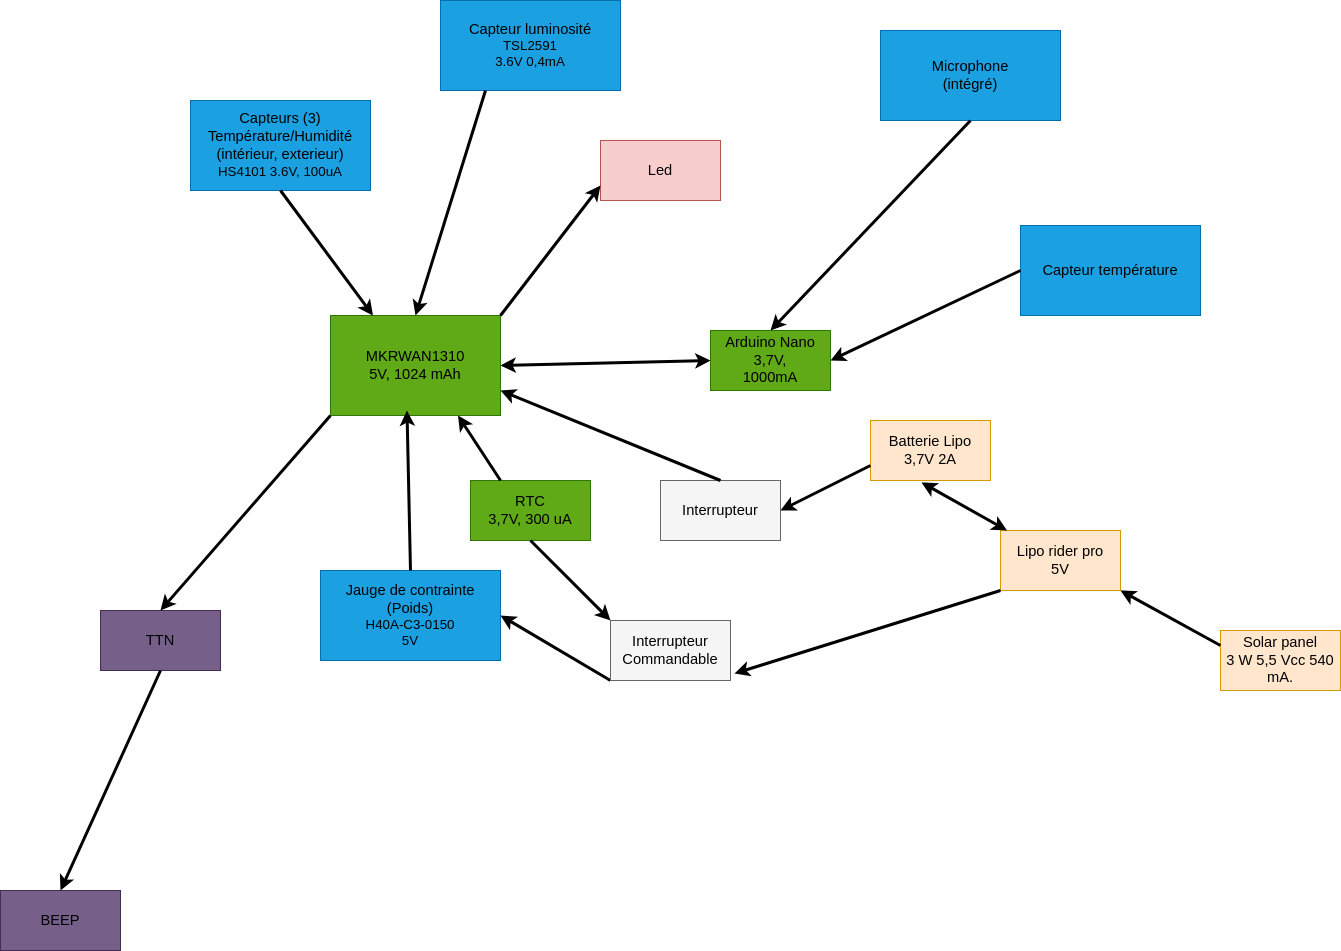 Capteur luminosité
TSL2591
3.6V 0,4mA
Microphone
(intégré)
Capteurs (3)
Température/Humidité
(intérieur, exterieur)
HS4101 3.6V, 100uA
Led
Capteur température
MKRWAN1310
5V, 1024 mAh
Arduino Nano
3,7V,
1000mA
Batterie Lipo
3,7V 2A
RTC
3,7V, 300 uA
Interrupteur
Lipo rider pro
5V
Jauge de contrainte
(Poids)
H40A-C3-0150
5V
TTN
Interrupteur
Commandable
Solar panel
3 W 5,5 Vcc 540
mA.
BEEP